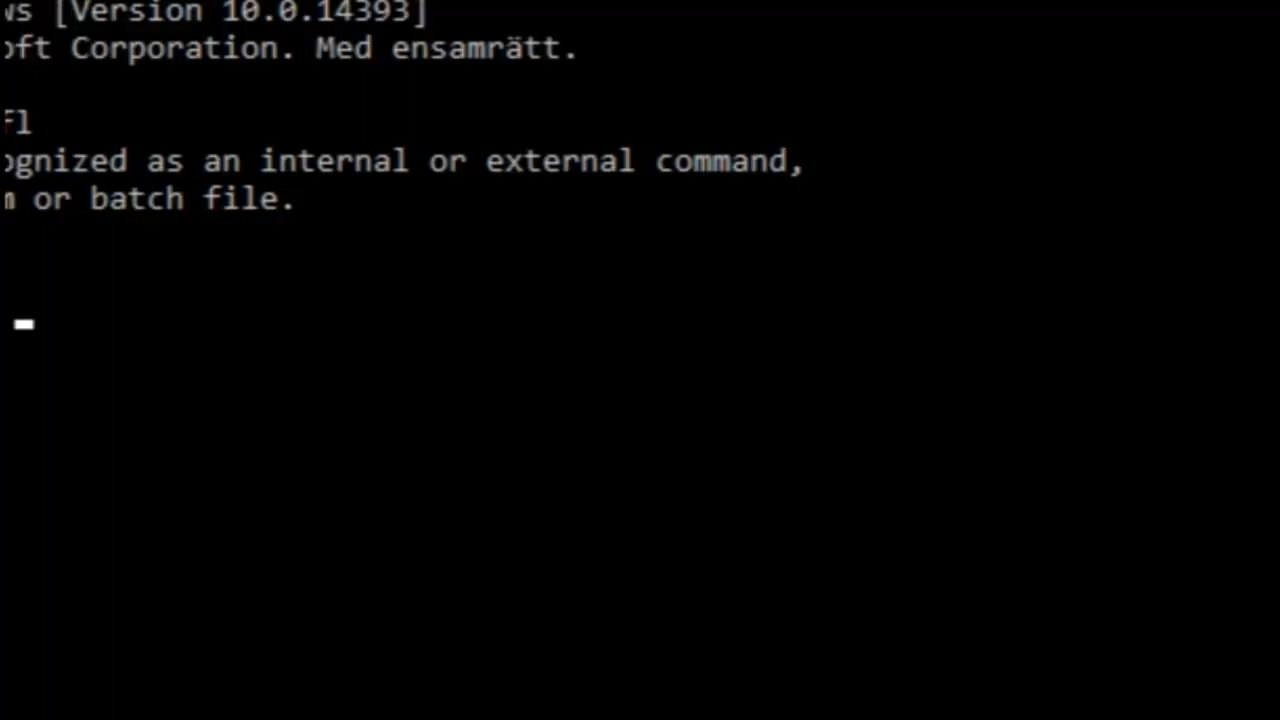 ws [Version 10.0.14393]
oft Corporation. Med ensamrätt.
fl
ognized as an internal or external command,
m or batch file.